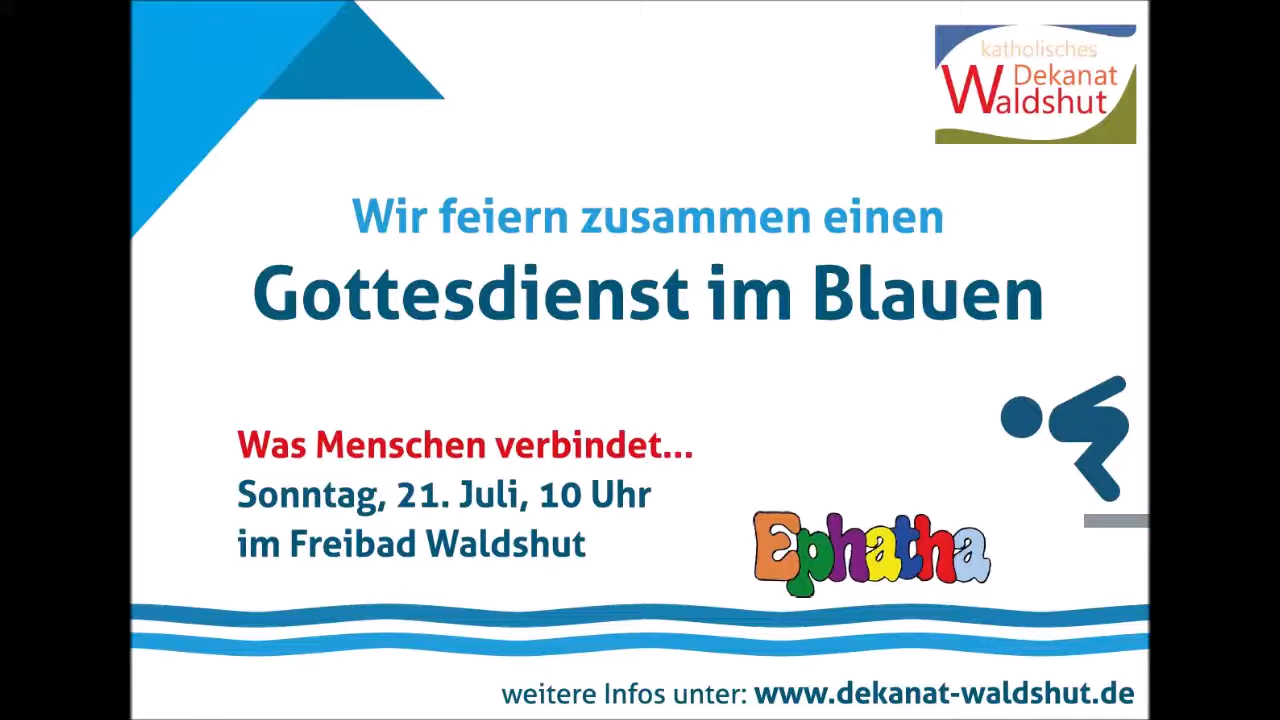 katholisches
Dekanat
Waldshut
Wir feiern zusammen einen
Gottesdienst im Blauen
Was Menschen verbindet...
Sonntag, 21. Juli, 10 Uhr
im Freibad Waldshut
Ephatha
weitere Infos unter: www.dekanat-waldshut.de